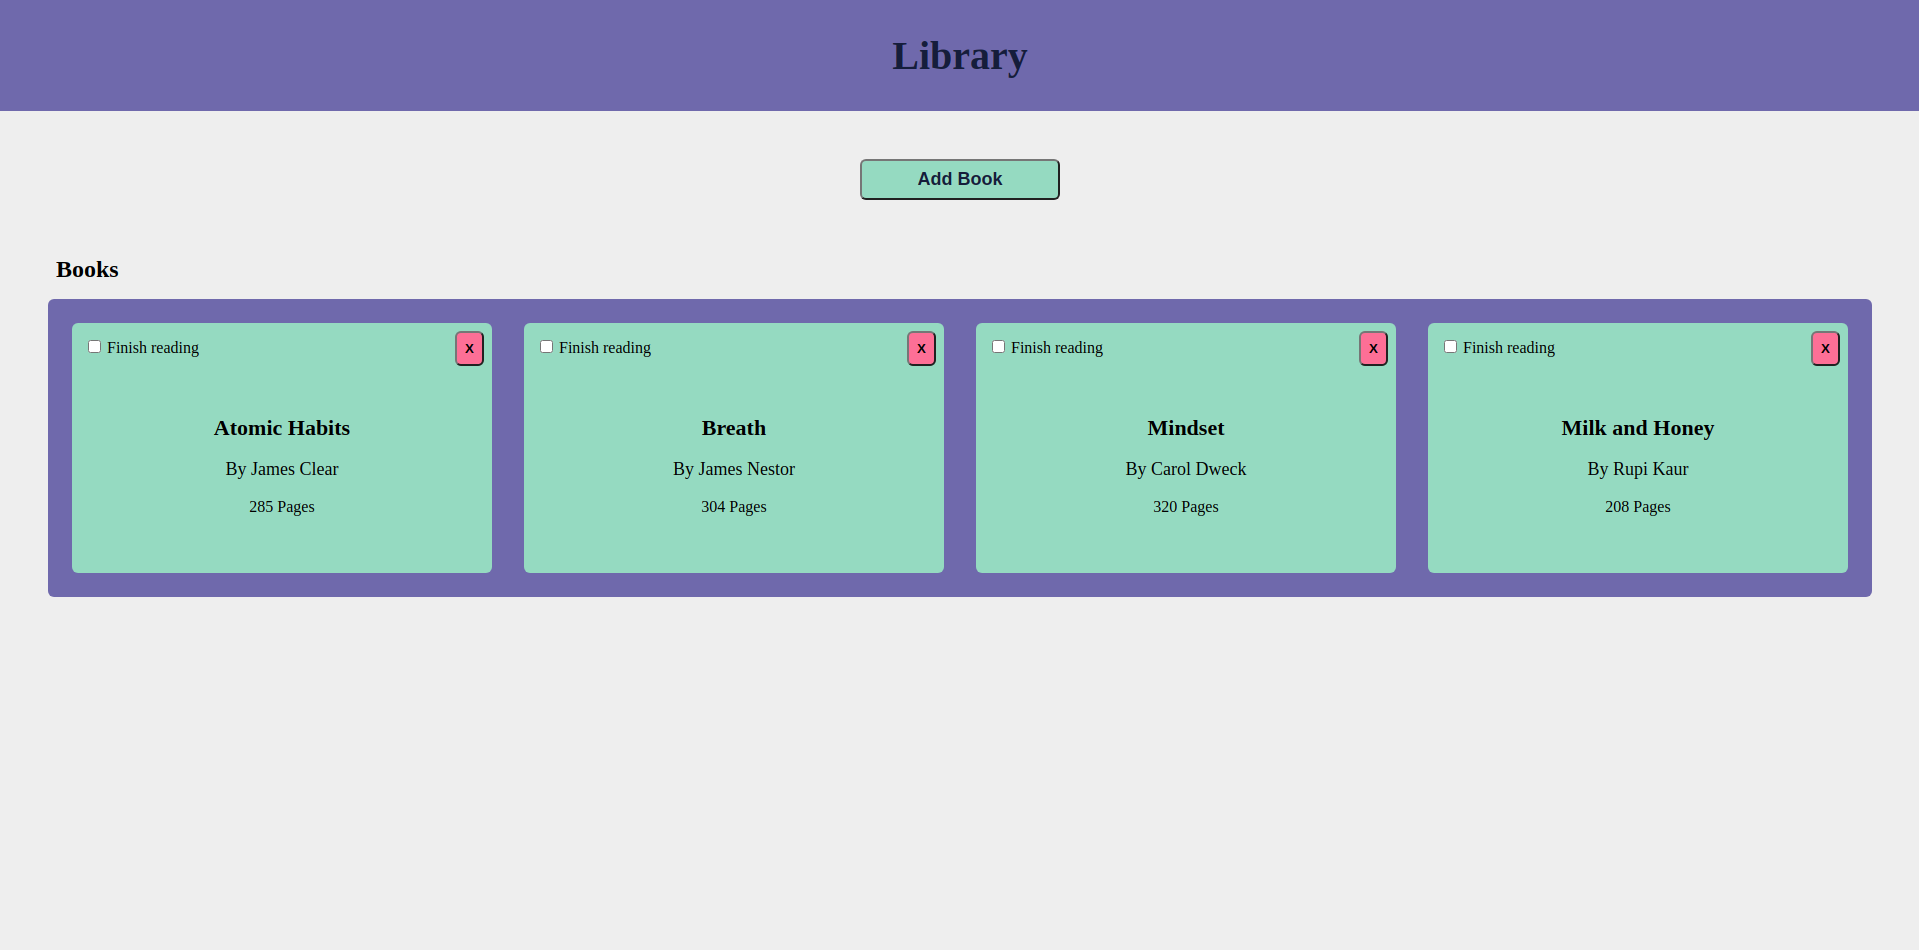 Library
Add Book
Books
Finish reading
X
Atomic Habits
By James Clear
285 Pages
Finish reading
X
Breath
By James Nestor
304 Pages
Finish reading
X
Mindset
By Carol Dweck
320 Pages
Finish reading
X
Milk and Honey
By Rupi Kaur
208 Pages